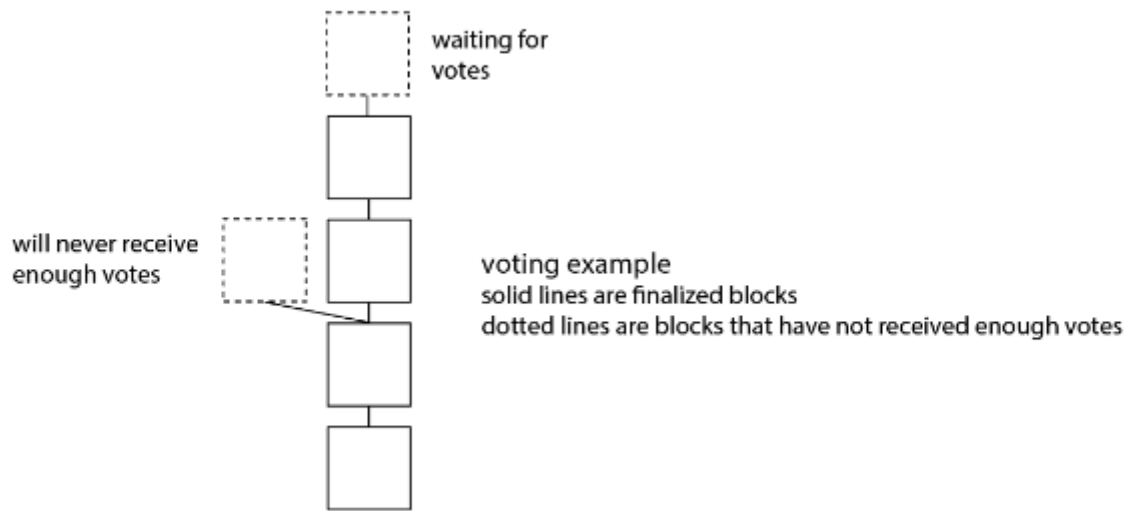 waiting for
votes
will never receive
enough votes
voting example
solid lines are finalized blocks
dotted lines are blocks that have not received enough votes